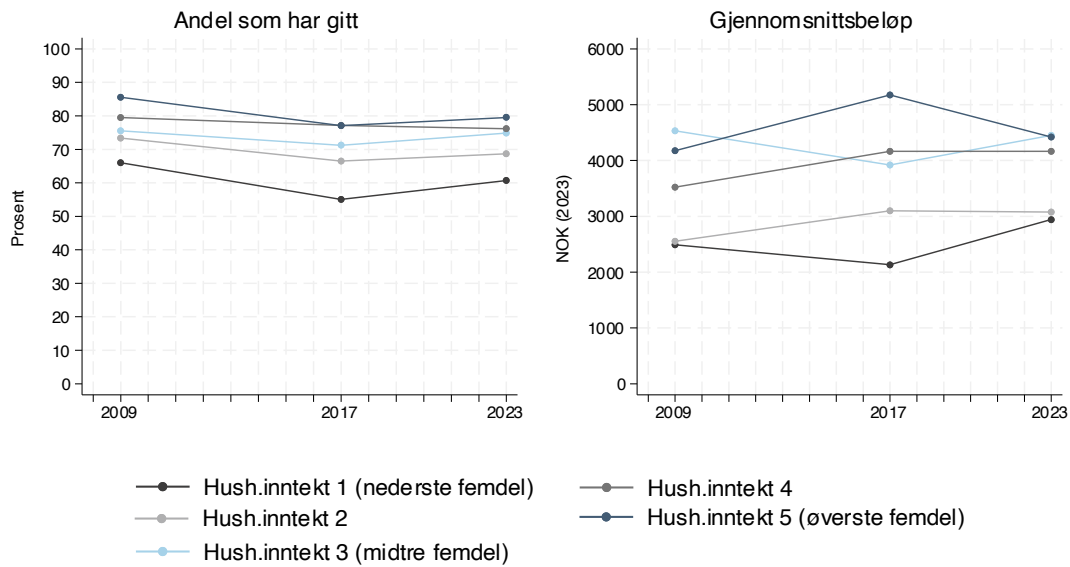 Andel som har gitt
Prosent
100
90
80
70
60
50
40
30
20
10
0
2009 2017 2023
Gjennomsnittsbeløp
NOK (2023)
6000
5000
4000
3000
2000
1000
0
2009 2017 2023
Hush.inntekt 1 (nederste femdel)
Hush.inntekt 2
Hush.inntekt 3 (midtre femdel)
Hush.inntekt 4
Hush.inntekt 5 (øverste femdel)